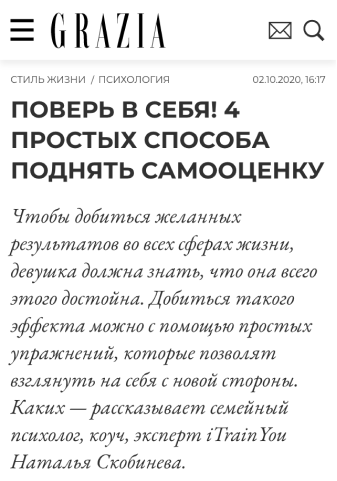 GRAZIA
СТИЛЬ ЖИЗНИ / ПСИХОЛОГИЯ 02.10.2020, 16:17
ПОВЕРЬ В СЕБЯ! 4
ПРОСТЫХ СПОСОБА
ПОДНЯТЬ САМООЦЕНКУ
Чтобы добиться желанных
результатов во всех сферах жизни,
девушка должна знать, что она всего
этого достойна. Добиться такого
эффекта можно с помощью простых
упражнений, которые позволят
взглянуть на себя с новой стороны.
Каких — рассказывает семейный
психолог, коуч, эксперт iTrainYou
Наталья Скобинева.